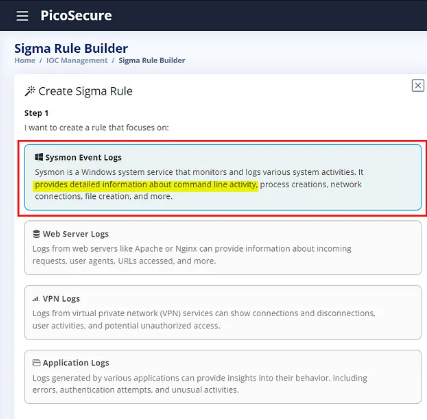 PicoSecure
Sigma Rule Builder
Home / IOC Management / Sigma Rule Builder
Create Sigma Rule
Step 1
I want to create a rule that focuses on:
Sysmon Event Logs
Sysmon is a Windows system service that monitors and logs various system activities. It
provides detailed information about command line activity, process creations, network
connections, file creation, and more.
Web Server Logs
Logs from web servers like Apache or Nginx can provide information about incoming
requests, user agents, URLs accessed, and more.
VPN Logs
Logs from virtual private network (VPN) services can show connections and disconnections,
user activities, and potential unauthorized access.
Application Logs
Logs generated by various applications can provide insights into their behavior, including
errors, authentication attempts, and unusual activities.